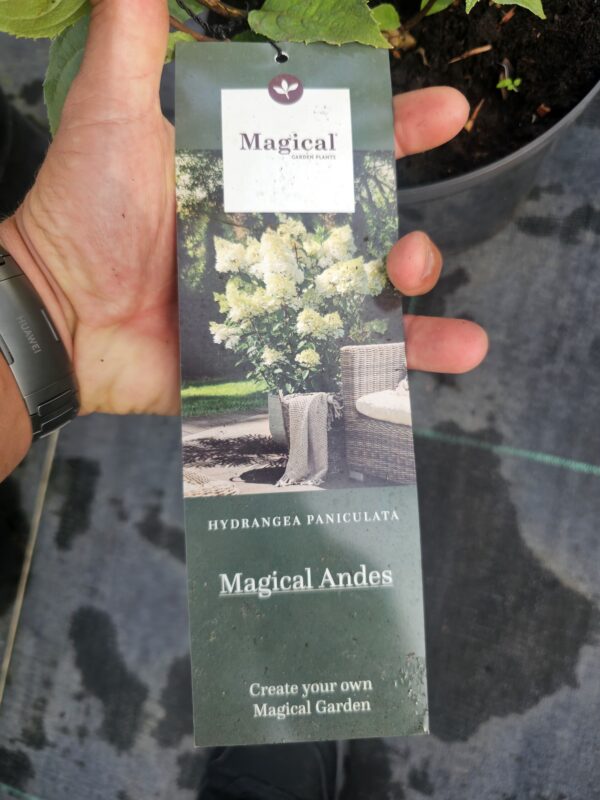 Magical®
GARDEN PLANTS
HYDRANGEA PANICULATA
Magical Andes
Create your own
Magical Garden
HUAWEI